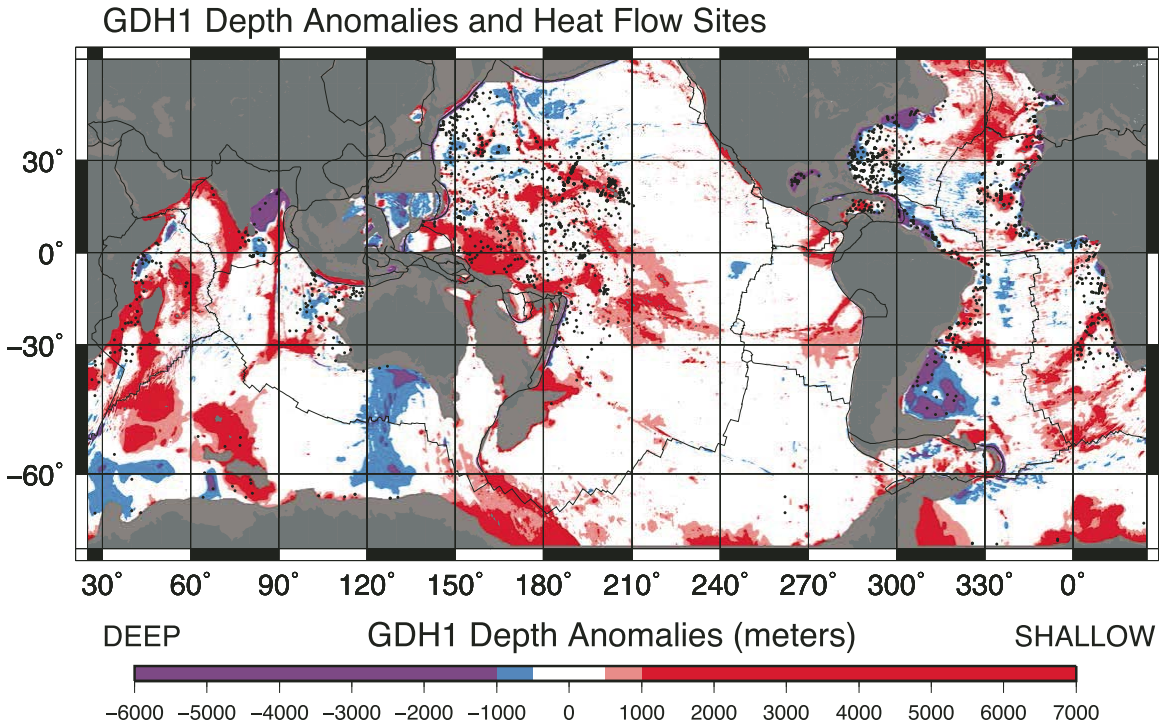 GDH1 Depth Anomalies and Heat Flow Sites
30°
0°
−30°
−60°
30° 60° 90° 120° 150° 180° 210° 240° 270° 300° 330° 0°
DEEP GDH1 Depth Anomalies (meters) SHALLOW
−6000 −5000 −4000 −3000 −2000 −1000 0 1000 2000 3000 4000 5000 6000 7000